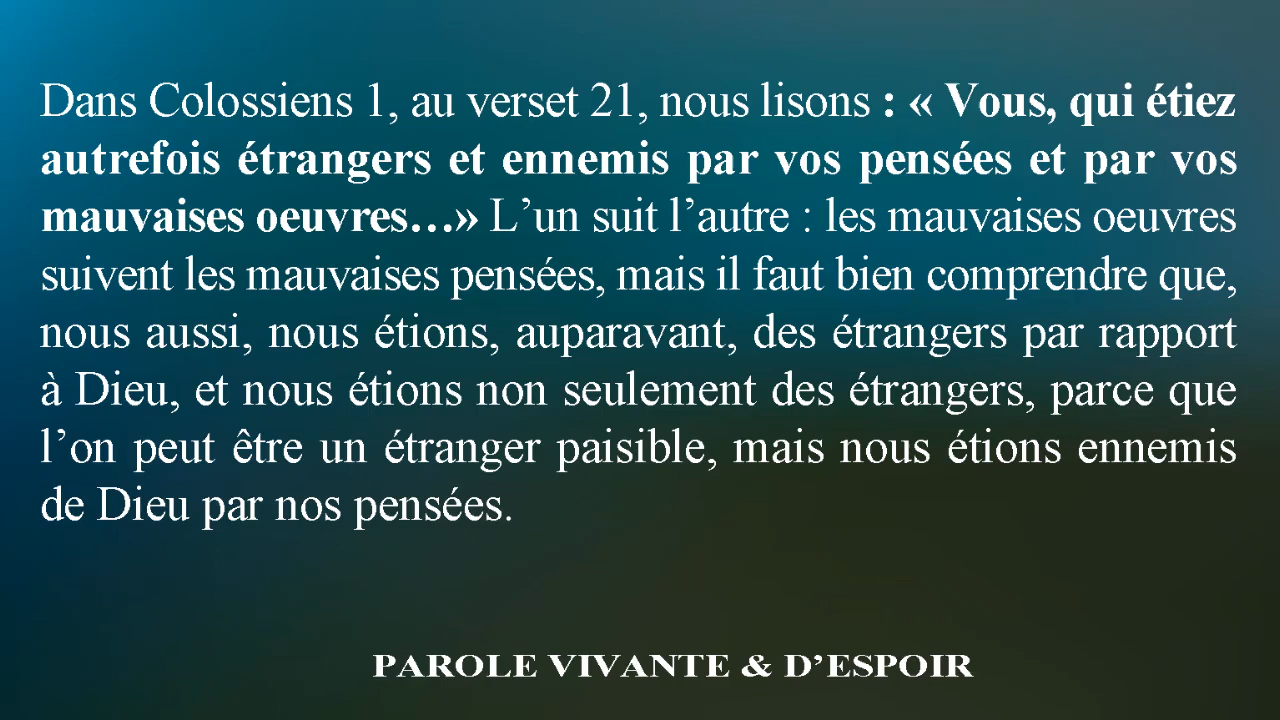 Dans Colossiens 1, au verset 21, nous lisons : « Vous, qui étiez
autrefois étrangers et ennemis par vos pensées et par vos
mauvaises oeuvres…» L’un suit l’autre : les mauvaises oeuvres
suivent les mauvaises pensées, mais il faut bien comprendre que,
nous aussi, nous étions, auparavant, des étrangers par rapport
à Dieu, et nous étions non seulement des étrangers, parce que
l’on peut être un étranger paisible, mais nous étions ennemis
de Dieu par nos pensées.
PAROLE VIVANTE & D’ESPOIR